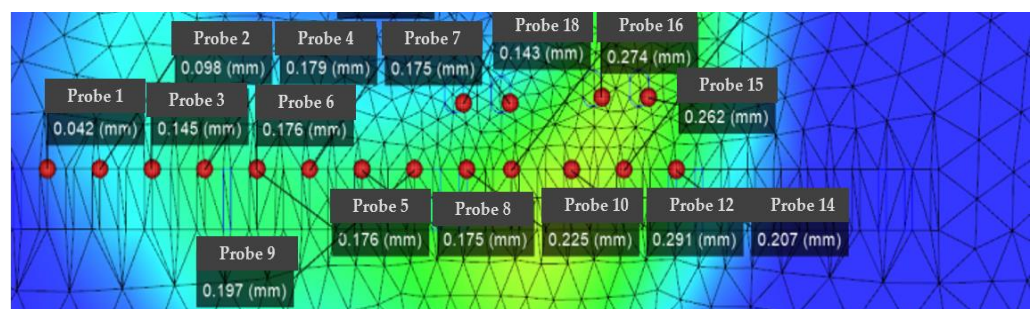 Probe 2
0.098 (mm)
Probe 4
0.179 (mm)
Probe 7
0.175 (mm)
Probe 18
0.143 (mm)
Probe 16
0.274 (mm)
Probe 1
0.042 (mm)
Probe 3
0.145 (mm)
Probe 6
0.176 (mm)
Probe 15
0.262 (mm)
Probe 5
0.176 (mm)
Probe 8
0.175 (mm)
Probe 10
0.225 (mm)
Probe 12
0.291 (mm)
Probe 14
0.207 (mm)
Probe 9
0.197 (mm)